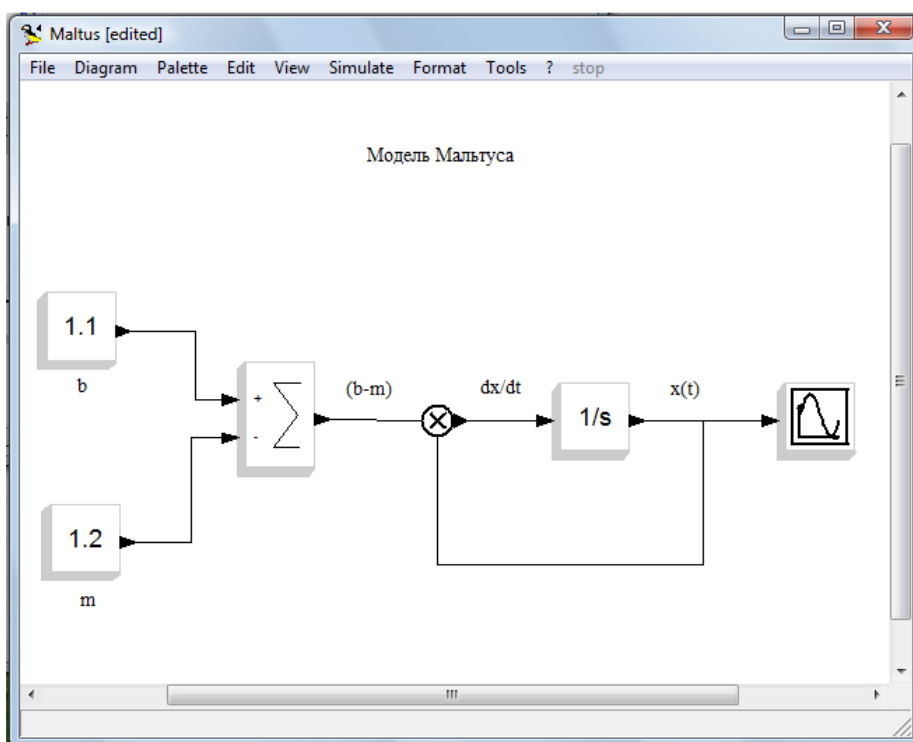 Maltus [edited]
File Diagram Palette Edit View Simulate Format Tools ? stop
Модель Мальтуса
1.1
b
+
-
(b-m)
dx/dt
1/s
x(t)
1.2
m